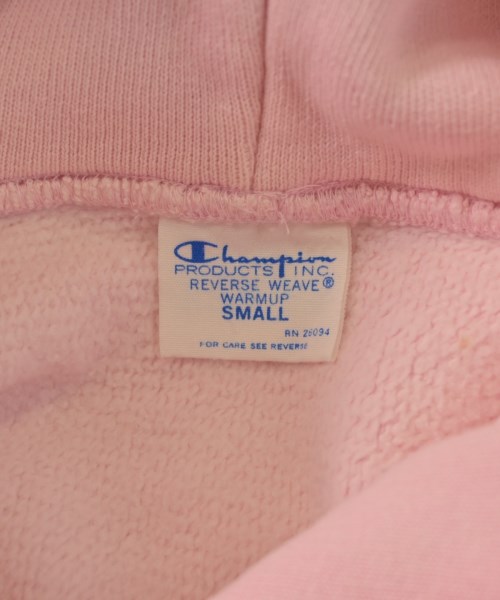 Champion
PRODUCTS INC.
REVERSE WEAVE®
WARMUP
SMALL
RN 26094
FOR CARE SEE REVERSE